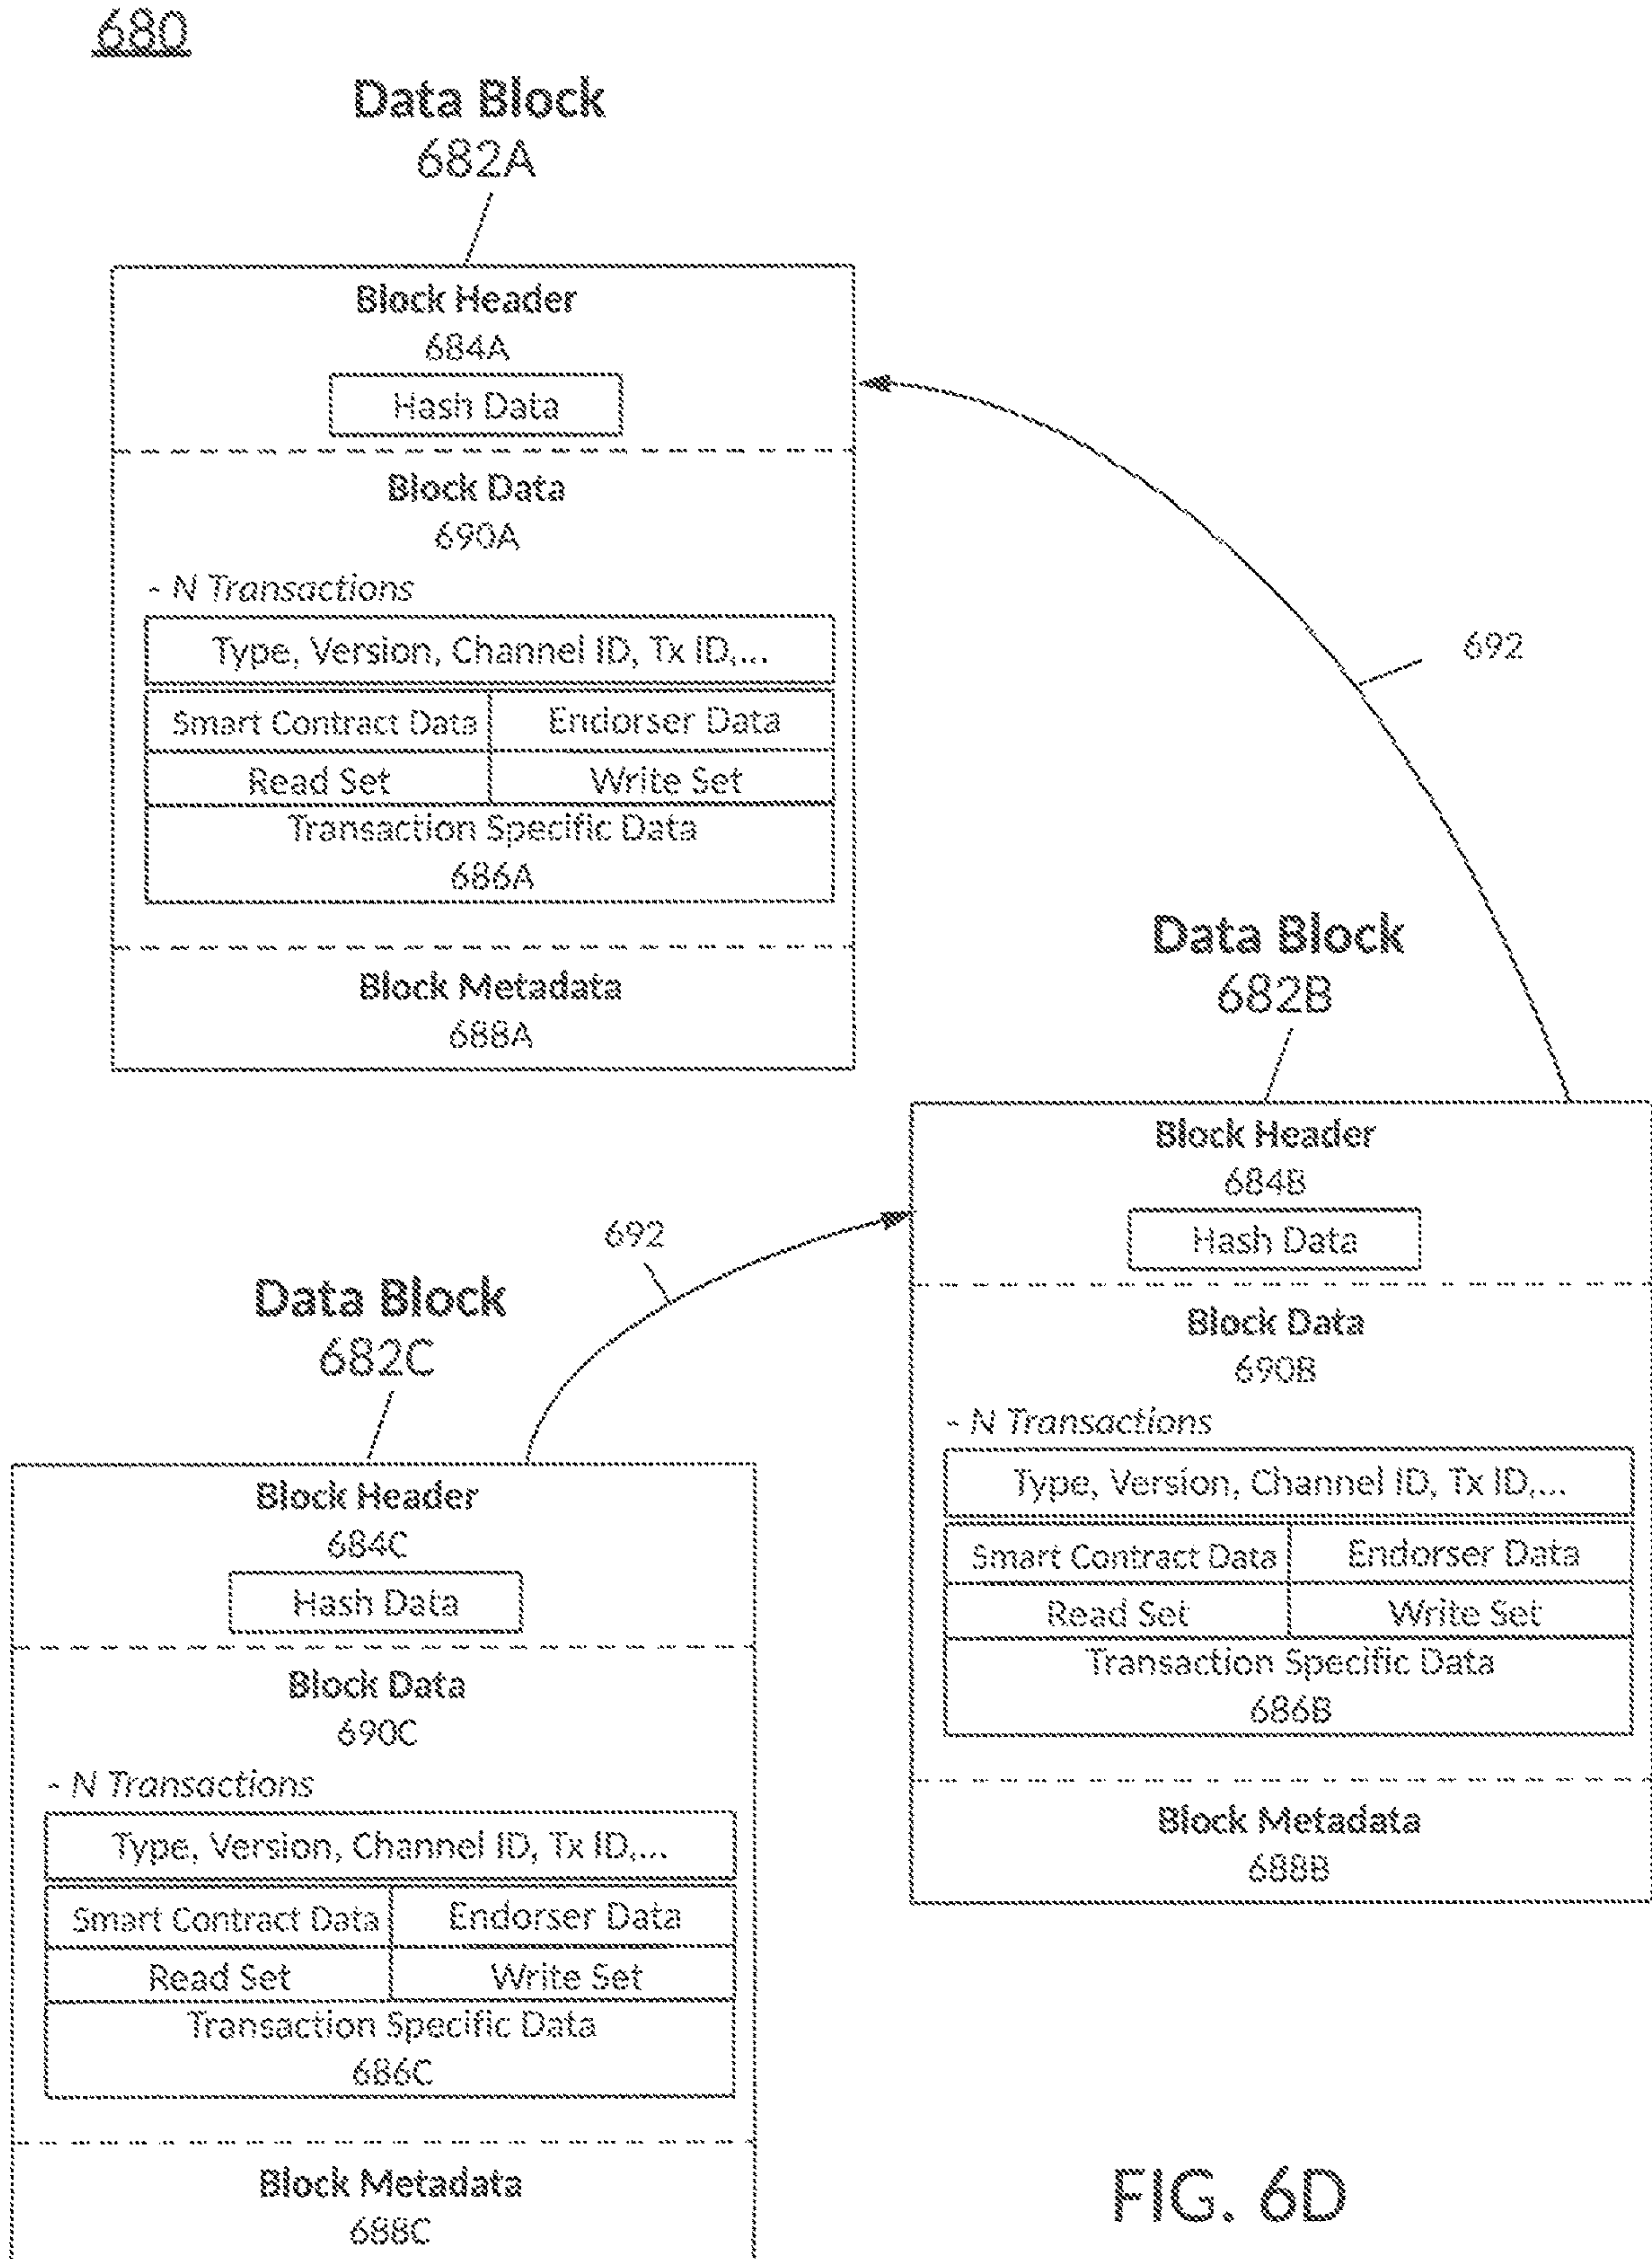 680
Data Block
682A
Block Header
684A
Hash Data
Block Data
690A
- N Transactions
Type, Version, Channel ID, Tx ID,...
Smart Contract Data
Endorser Data
Read Set
Write Set
Transaction Specific Data
686A
Block Metadata
688A
692
Data Block
682B
Block Header
684B
Hash Data
Block Data
690B
- N Transactions
Type, Version, Channel ID, Tx ID,...
Smart Contract Data
Endorser Data
Read Set
Write Set
Transaction Specific Data
686B
Block Metadata
688B
692
Data Block
682C
Block Header
684C
Hash Data
Block Data
690C
- N Transactions
Type, Version, Channel ID, Tx ID,...
Smart Contract Data
Endorser Data
Read Set
Write Set
Transaction Specific Data
686C
Block Metadata
688C
FIG. 6D